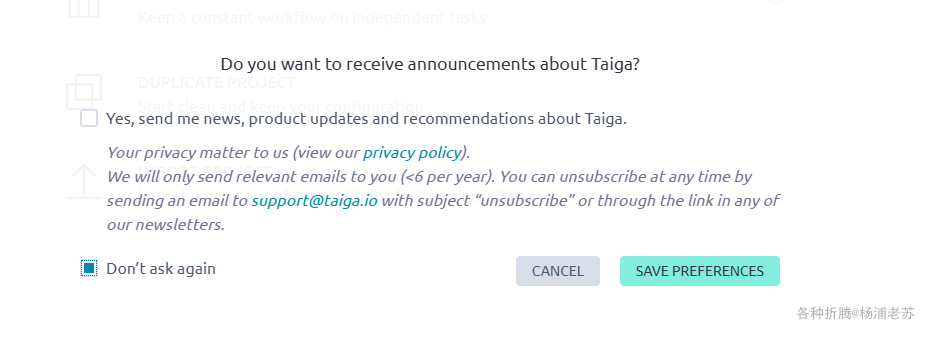 Keep a constant workflow on independent tasks
Do you want to receive announcements about Taiga?
DUPLICATE PROJECT
Start clean and keep your configuration
Yes, send me news, product updates and recommendations about Taiga.
Your privacy matter to us (view our privacy policy).
We will only send relevant emails to you (<6 per year). You can unsubscribe at any time by
sending an email to support@taiga.io with subject “unsubscribe” or through the link in any of
our newsletters.
Don’t ask again
CANCEL
SAVE PREFERENCES
各种折腾@杨浦老苏